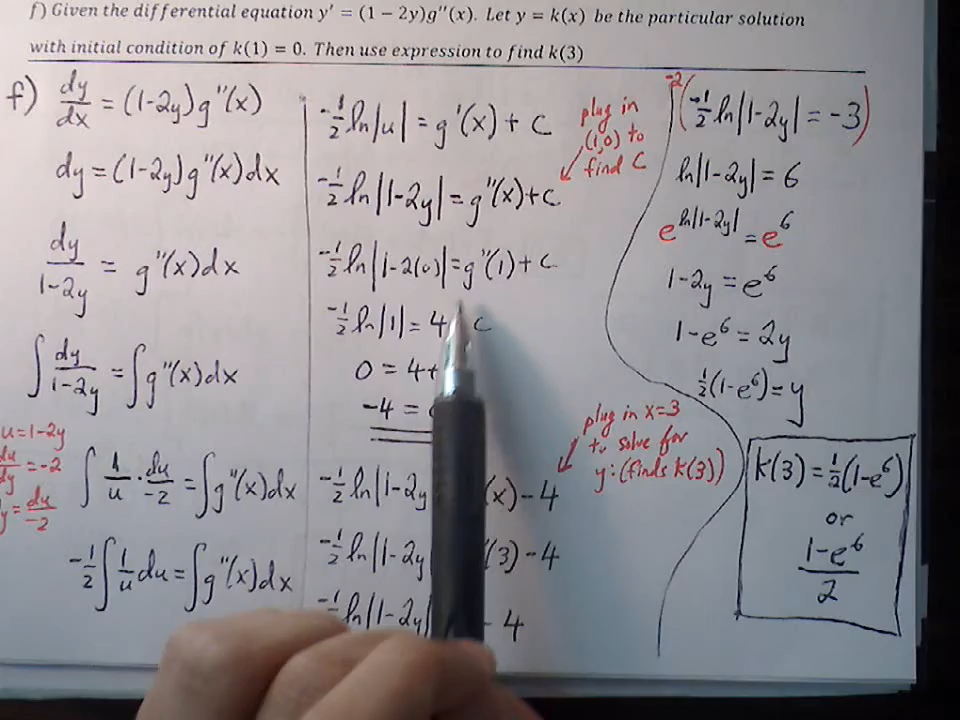 f) Given the differential equation y' = (1 − 2y)g''(x). Let y = k(x) be the particular solution
with initial condition of k(1) = 0. Then use expression to find k(3)
f) dy/dx = (1-2y)g''(x)
dy = (1-2y)g''(x)dx
dy/(1-2y) = g''(x)dx
∫ dy/(1-2y) = ∫g''(x)dx
u = 1-2y
du/dy = -2
y = du/-2
∫ 1/u · du/-2 = ∫g''(x)dx
-1/2 ∫ 1/u du = ∫g''(x)dx
-1/2 ln|u| = g'(x) + C
-1/2 ln|1-2y| = g''(x)+C
plug in
(1,0) to
find C
-1/2 ln|1-2(0)| = g''(1) + C
-1/2 ln|1| = 4 C
0 = 4+
-4 =
plug in x=3
to solve for
y: (finds k(3))
-1/2 ln|1-2y (x) - 4
-1/2 ln|1-2y (3) - 4
-1/2 ln|1-2y| - 4
-2(-1/2 ln|1-2y| = -3)
ln|1-2y| = 6
e^ln|1-2y| = e^6
1-2y = e^6
1-e^6 = 2y
1/2(1-e^6) = y
k(3) = 1/2(1-e^6)
or
(1-e^6)/2